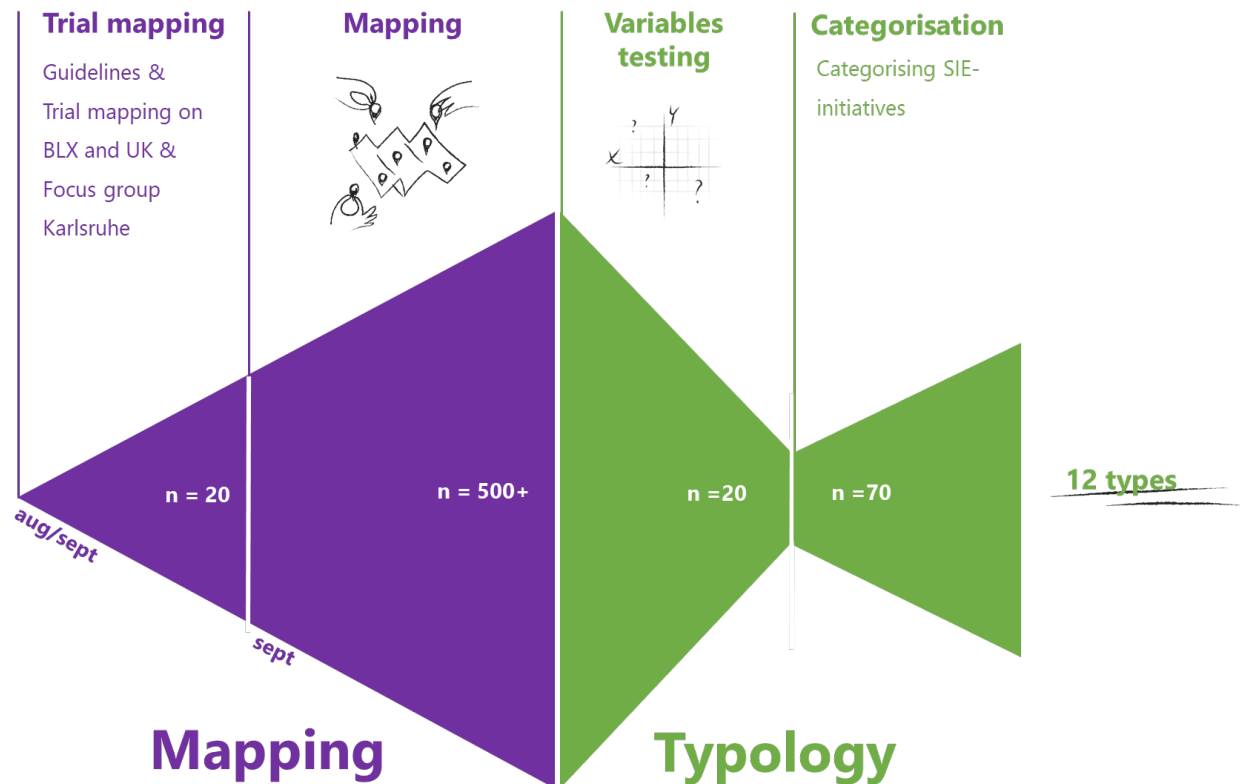 Trial mapping
Guidelines &
Trial mapping on
BLX and UK &
Focus group
Karlsruhe
Mapping
Variables
testing
Y
?
X
?
?
Categorisation
Categorising SIE-
initiatives
n = 20
n = 500+
n =20
n =70
12 types
aug/sept
sept
Mapping
Typology